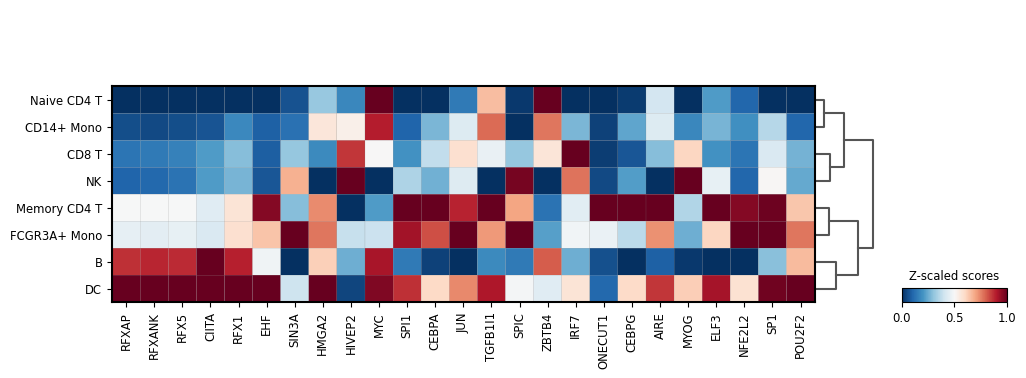 Naive CD4 T
CD14+ Mono
CD8 T
NK
Memory CD4 T
FCGR3A+ Mono
B
DC
RFXAP
RFXANK
RFX5
CIITA
RFX1
EHF
SIN3A
HMGA2
HIVEP2
MYC
SPI1
CEBPA
JUN
TGFB1I1
SPIC
ZBTB4
IRF7
ONECUT1
CEBPG
AIRE
MYOG
ELF3
NFE2L2
SP1
POU2F2
Z-scaled scores
0.0 0.5 1.0